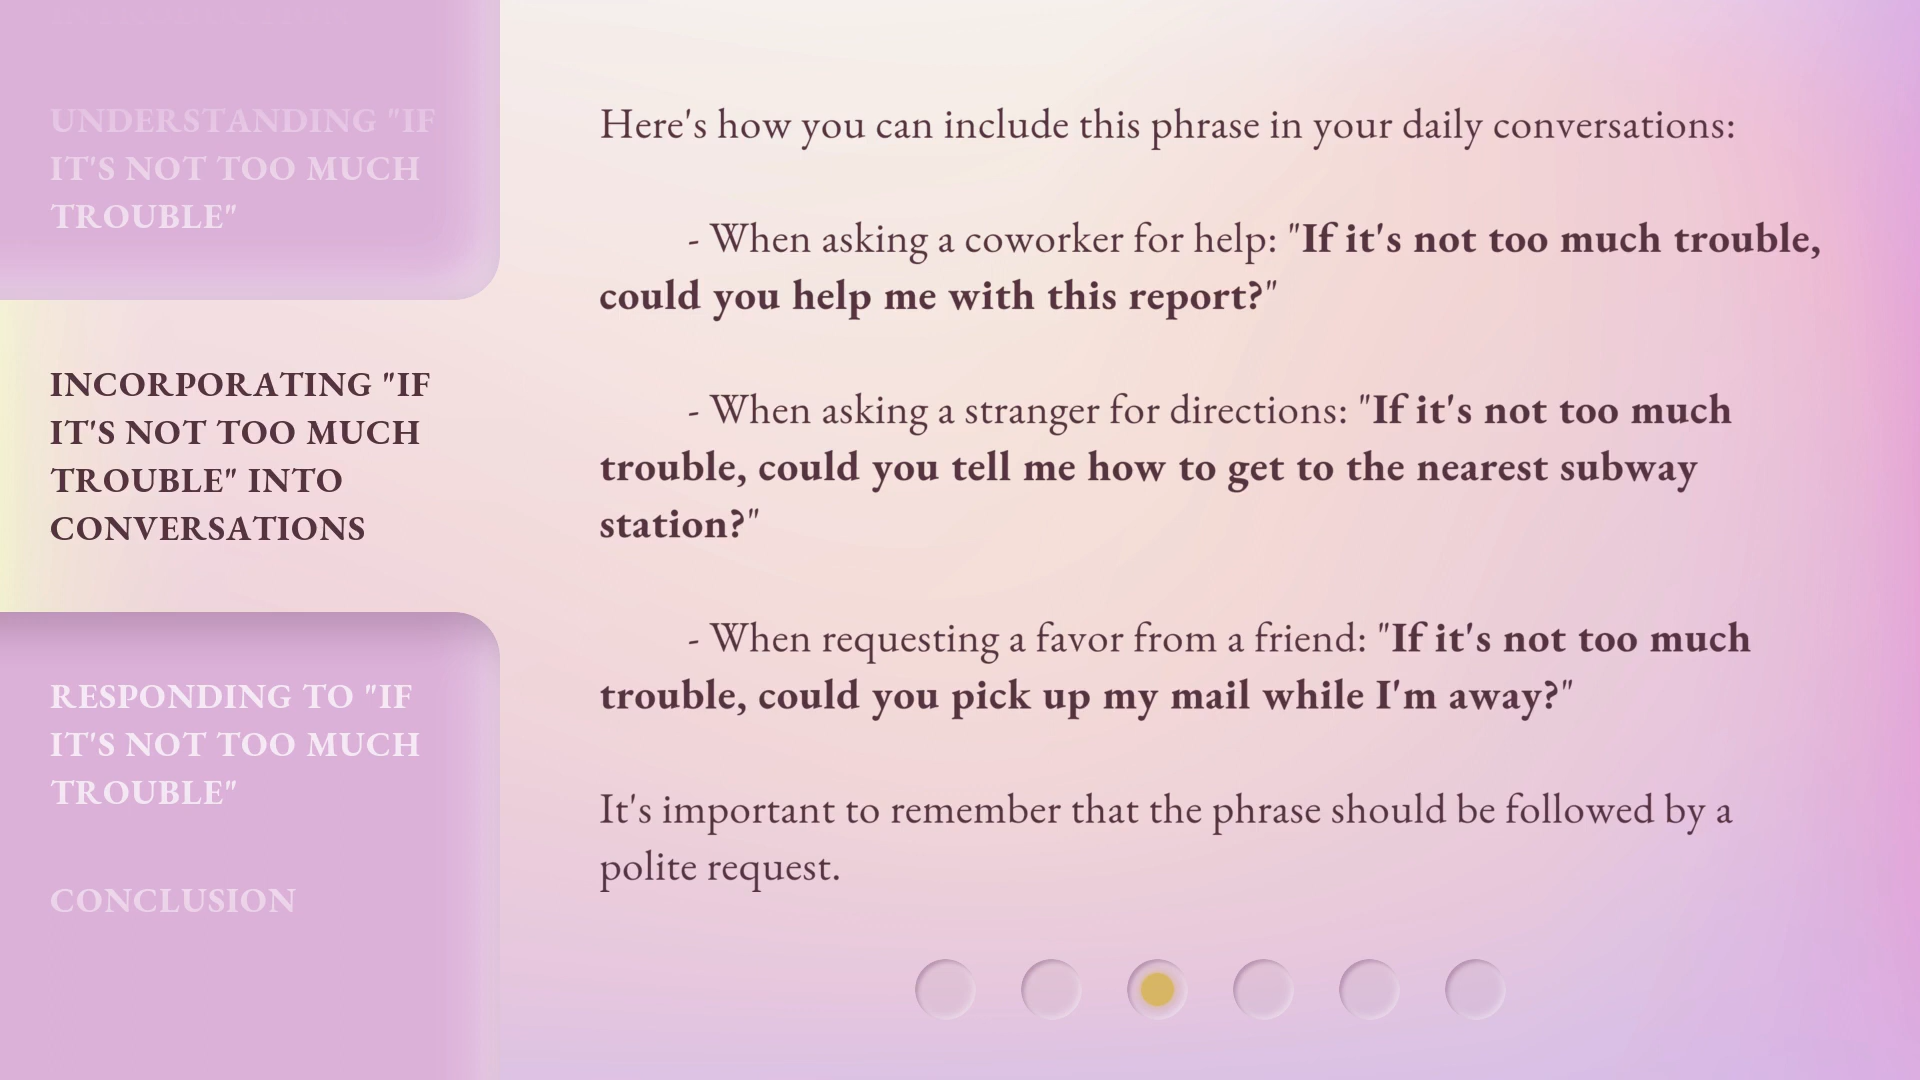 UNDERSTANDING "IF
IT'S NOT TOO MUCH
TROUBLE"
INCORPORATING "IF
IT'S NOT TOO MUCH
TROUBLE" INTO
CONVERSATIONS
RESPONDING TO "IF
IT'S NOT TOO MUCH
TROUBLE"
CONCLUSION
Here's how you can include this phrase in your daily conversations:
- When asking a coworker for help: "If it's not too much trouble,
could you help me with this report?"
- When asking a stranger for directions: "If it's not too much
trouble, could you tell me how to get to the nearest subway
station?"
- When requesting a favor from a friend: "If it's not too much
trouble, could you pick up my mail while I'm away?"
It's important to remember that the phrase should be followed by a
polite request.